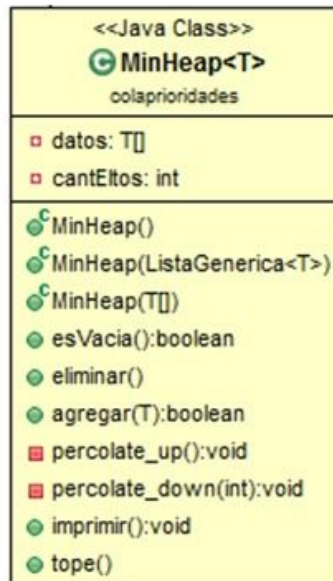 <<Java Class>>
C MinHeap<T>
colaprioridades
datos: T[]
cantEltos: int
C MinHeap()
C MinHeap(ListaGenerica<T>)
C MinHeap(T[])
esVacia():boolean
eliminar()
agregar(T):boolean
percolate_up():void
percolate_down(int):void
imprimir():void
tope()